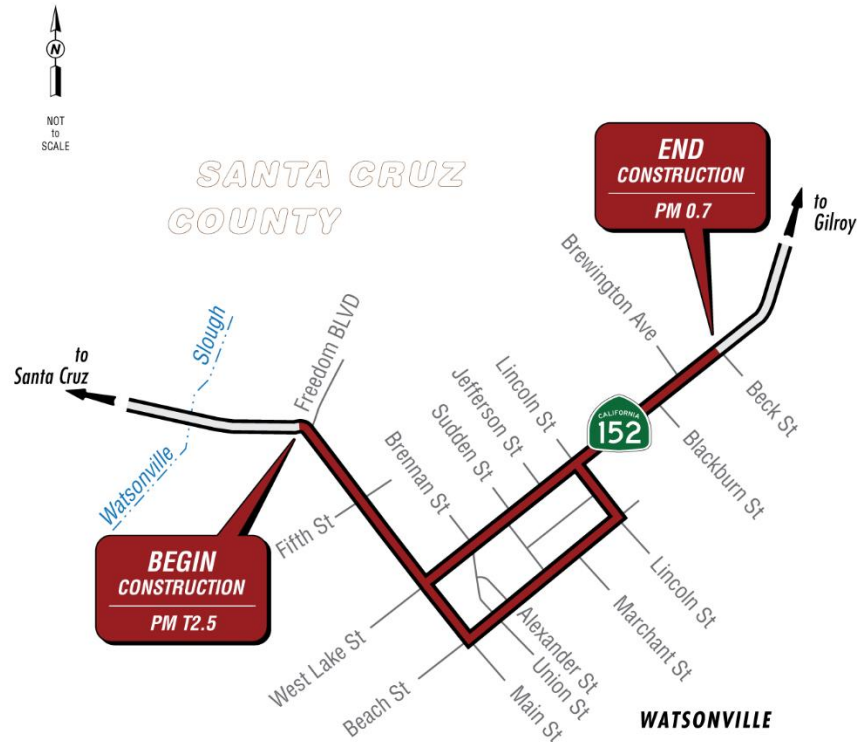 N
NOT
to
SCALE
SANTA CRUZ
COUNTY
END
CONSTRUCTION
PM 0.7
to
Gilroy
Brewington Ave
Slough
Freedom BLVD
to
Santa Cruz
Lincoln St
Jefferson St
Sudden St
Brennan St
CALIFORNIA
152
Beck St
Blackburn St
Watsonville
Fifth St
BEGIN
CONSTRUCTION
PM T2.5
Lincoln St
Marchant St
Alexander St
Union St
West Lake St
Beach St
Main St
WATSONVILLE